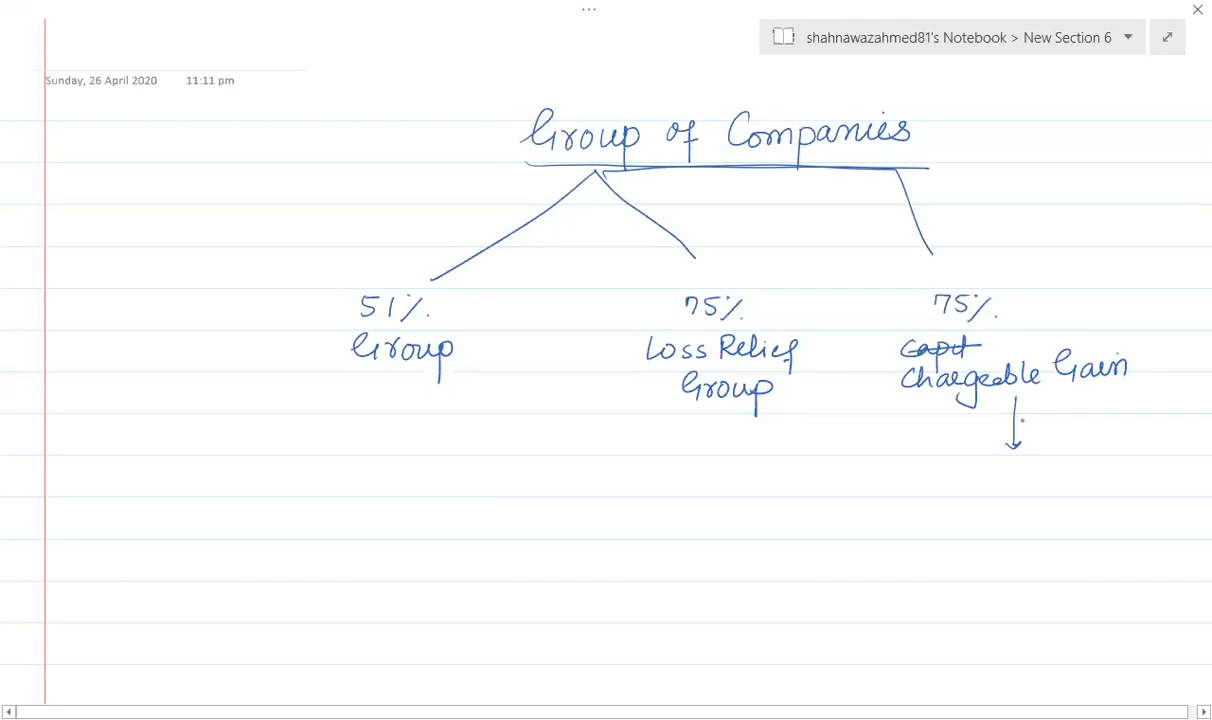 ...
shahnawazahmed81's Notebook > New Section 6
Sunday, 26 April 2020 11:11 pm
Group of Companies
51%. 75%. 75%.
Group Loss Relief Capit
Group Chargeable Gain